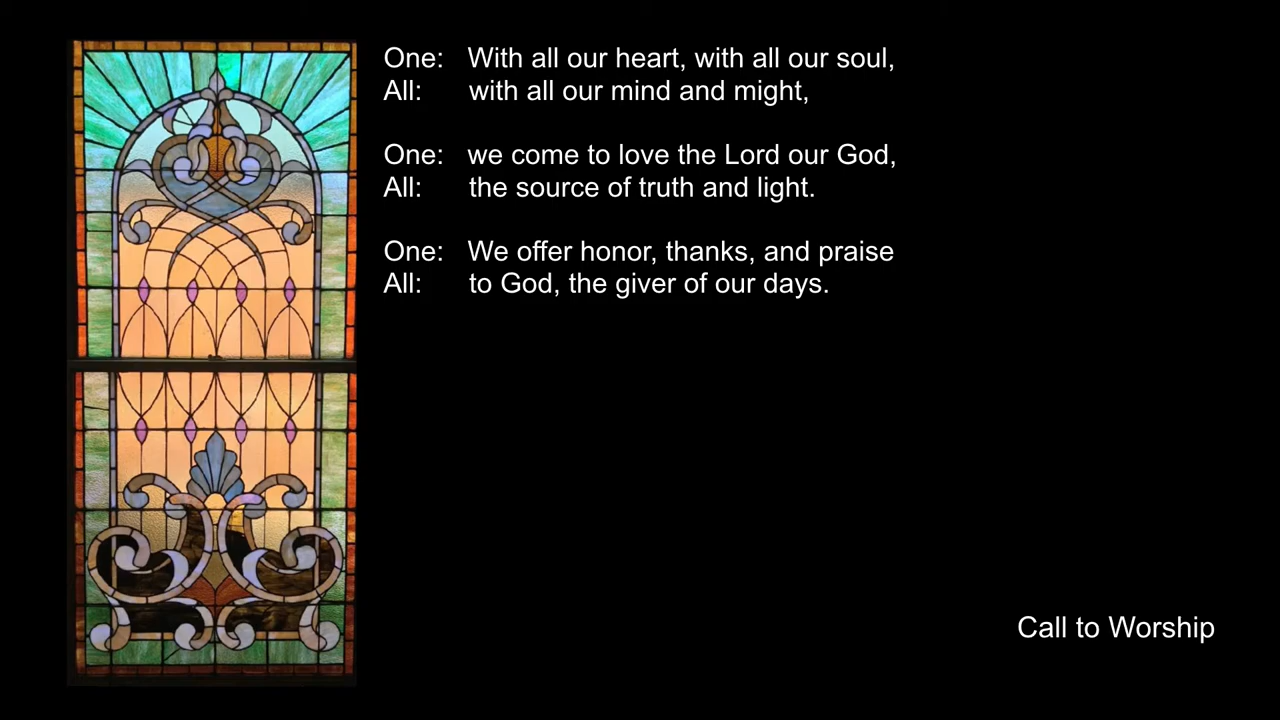 One: With all our heart, with all our soul,
All: with all our mind and might,
One: we come to love the Lord our God,
All: the source of truth and light.
One: We offer honor, thanks, and praise
All: to God, the giver of our days.
Call to Worship